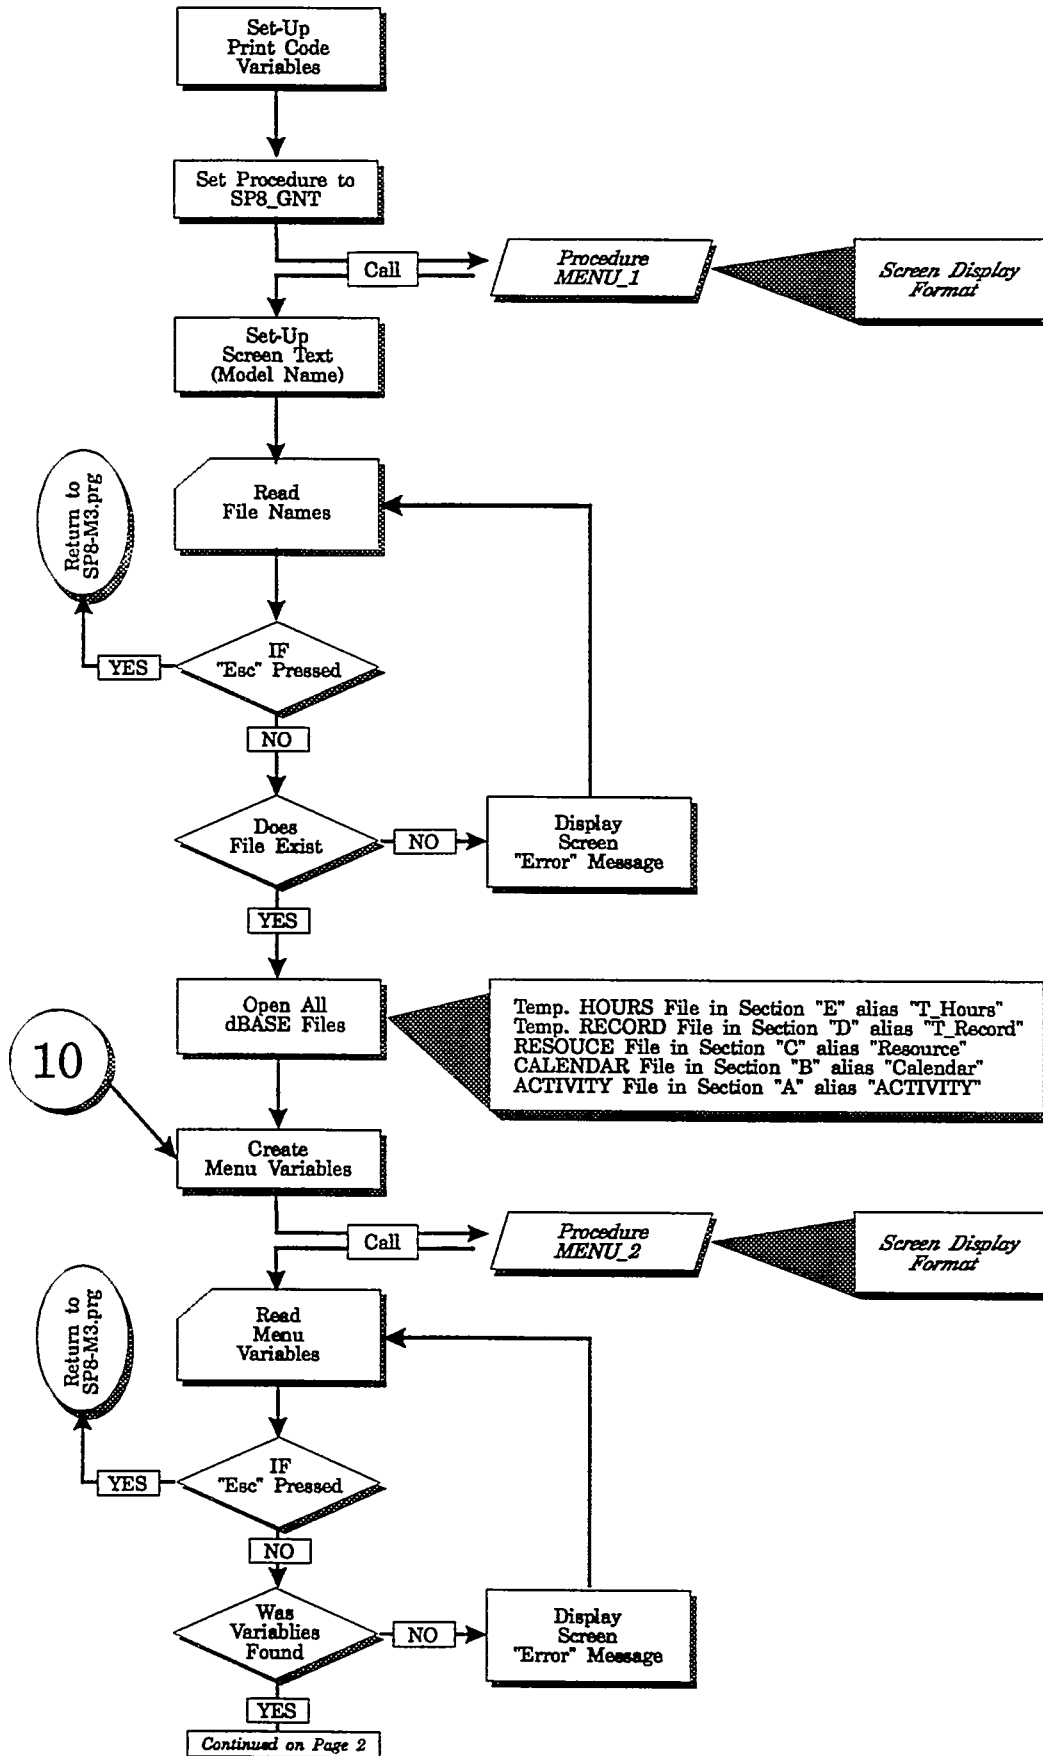 Set-Up
Print Code
Variables
Set Procedure to
SP8_GNT
Call
Procedure
MENU_1
Screen Display
Format
Set-Up
Screen Text
(Model Name)
Return to
SP8-M3.prg
Read
File Names
IF
"Esc" Pressed
YES
NO
Does
File Exist
NO
Display
Screen
"Error" Message
YES
Open All
dBASE Files
Temp. HOURS File in Section "E" alias "T_Hours"
Temp. RECORD File in Section "D" alias "T_Record"
RESOUCE File in Section "C" alias "Resource"
CALENDAR File in Section "B" alias "Calendar"
ACTIVITY File in Section "A" alias "ACTIVITY"
10
Create
Menu Variables
Call
Procedure
MENU_2
Screen Display
Format
Return to
SP8-M3.prg
Read
Menu
Variables
IF
"Esc" Pressed
YES
NO
Was
Variablies
Found
NO
Display
Screen
"Error" Message
YES
Continued on Page 2